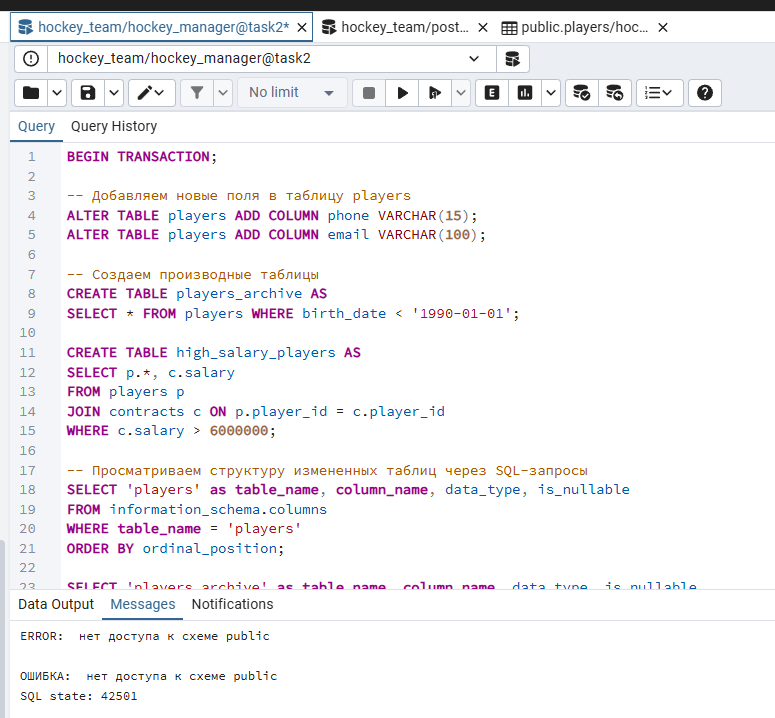 hockey_team/hockey_manager@task2*
hockey_team/post...
public.players/hoc...
hockey_team/hockey_manager@task2
No limit
Query
Query History
1 BEGIN TRANSACTION;
2
3 -- Добавляем новые поля в таблицу players
4 ALTER TABLE players ADD COLUMN phone VARCHAR(15);
5 ALTER TABLE players ADD COLUMN email VARCHAR(100);
6
7 -- Создаем производные таблицы
8 CREATE TABLE players_archive AS
9 SELECT * FROM players WHERE birth_date < '1990-01-01';
10
11 CREATE TABLE high_salary_players AS
12 SELECT p.*, c.salary
13 FROM players p
14 JOIN contracts c ON p.player_id = c.player_id
15 WHERE c.salary > 6000000;
16
17 -- Просматриваем структуру измененных таблиц через SQL-запросы
18 SELECT 'players' as table_name, column_name, data_type, is_nullable
19 FROM information_schema.columns
20 WHERE table_name = 'players'
21 ORDER BY ordinal_position;
22
23 SELECT 'players_archive' as table_name, column_name, data_type, is_nullable
Data Output
Messages
Notifications
ERROR: нет доступа к схеме public
ОШИБКА: нет доступа к схеме public
SQL state: 42501